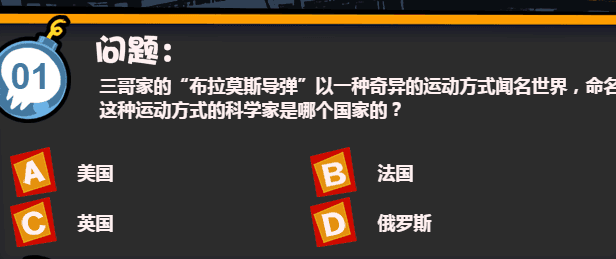 问题：
01
三哥家的“布拉莫斯导弹”以一种奇异的运动方式闻名世界，命名
这种运动方式的科学家是哪个国家的？
A 美国
B 法国
C 英国
D 俄罗斯